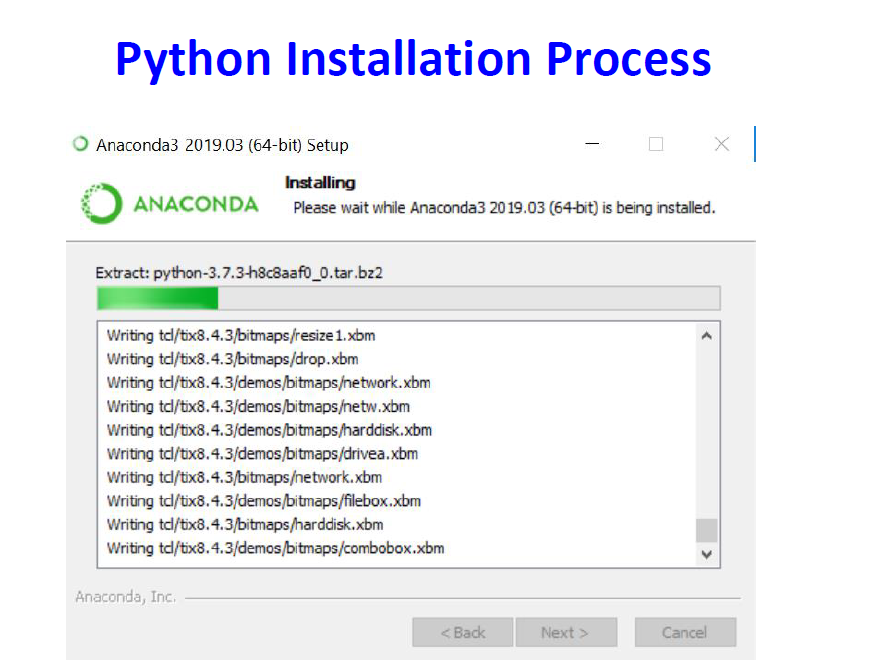 Python Installation Process
Anaconda3 2019.03 (64-bit) Setup
ANACONDA
Installing
Please wait while Anaconda3 2019.03 (64-bit) is being installed.
Extract: python-3.7.3-h8c8aaf0_0.tar.bz2
Writing tcl/tix8.4.3/bitmaps/resize1.xbm
Writing tcl/tix8.4.3/bitmaps/drop.xbm
Writing tcl/tix8.4.3/demos/bitmaps/network.xbm
Writing tcl/tix8.4.3/demos/bitmaps/netw.xbm
Writing tcl/tix8.4.3/demos/bitmaps/harddisk.xbm
Writing tcl/tix8.4.3/demos/bitmaps/drivea.xbm
Writing tcl/tix8.4.3/bitmaps/network.xbm
Writing tcl/tix8.4.3/demos/bitmaps/filebox.xbm
Writing tcl/tix8.4.3/bitmaps/harddisk.xbm
Writing tcl/tix8.4.3/demos/bitmaps/combobox.xbm
Anaconda, Inc.
< Back
Next >
Cancel